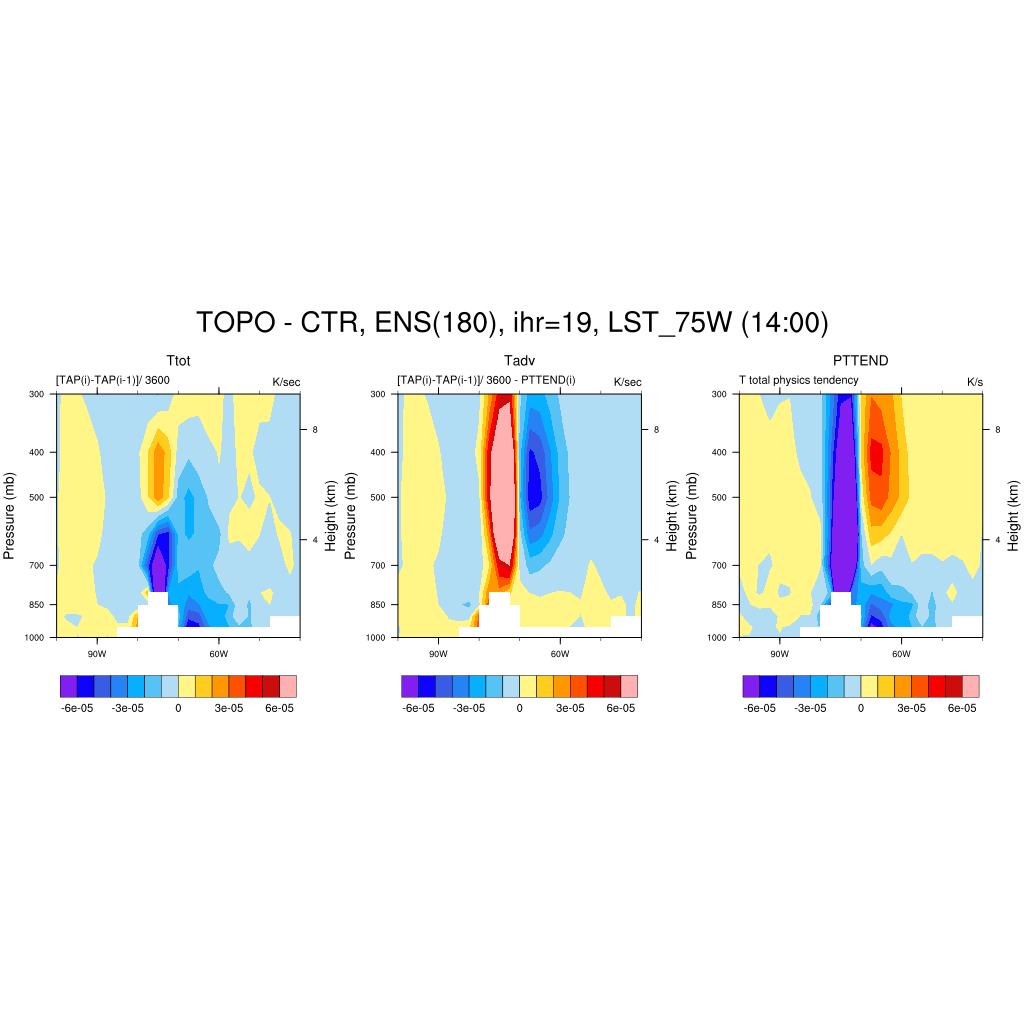 TOPO - CTR, ENS(180), ihr=19, LST_75W (14:00)
Ttot
[TAP(i)-TAP(i-1)]/ 3600 K/sec
Pressure (mb)
300
400
500
700
850
1000
90W 60W
8
4
Height (km)
-6e-05 -3e-05 0 3e-05 6e-05
Tadv
[TAP(i)-TAP(i-1)]/ 3600 - PTTEND(i) K/sec
Pressure (mb)
300
400
500
700
850
1000
90W 60W
8
4
Height (km)
-6e-05 -3e-05 0 3e-05 6e-05
PTTEND
T total physics tendency K/s
Pressure (mb)
300
400
500
700
850
1000
90W 60W
8
4
Height (km)
-6e-05 -3e-05 0 3e-05 6e-05